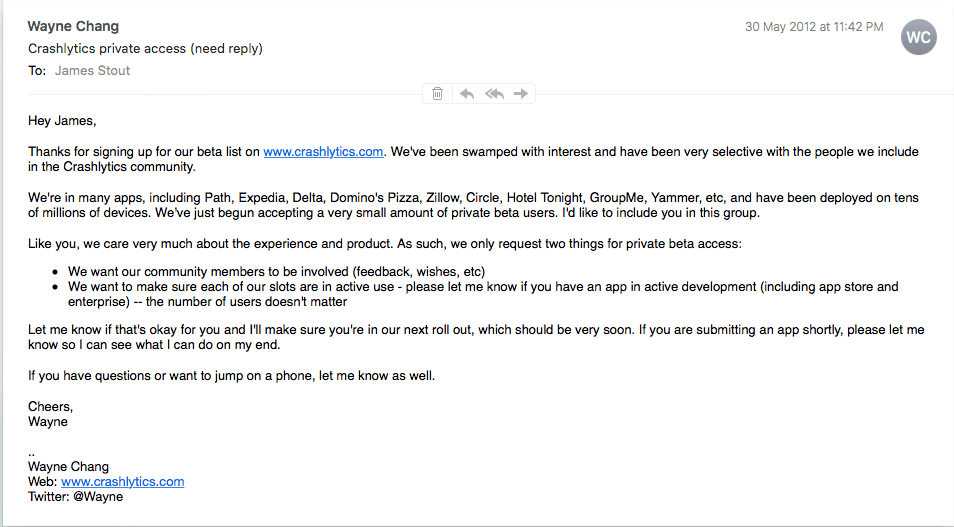 Wayne Chang
30 May 2012 at 11:42 PM
WC
Crashlytics private access (need reply)
To: James Stout
Hey James,
Thanks for signing up for our beta list on www.crashlytics.com. We've been swamped with interest and have been very selective with the people we include
in the Crashlytics community.
We're in many apps, including Path, Expedia, Delta, Domino's Pizza, Zillow, Circle, Hotel Tonight, GroupMe, Yammer, etc, and have been deployed on tens
of millions of devices. We've just begun accepting a very small amount of private beta users. I'd like to include you in this group.
Like you, we care very much about the experience and product. As such, we only request two things for private beta access:
• We want our community members to be involved (feedback, wishes, etc)
• We want to make sure each of our slots are in active use - please let me know if you have an app in active development (including app store and
enterprise) -- the number of users doesn't matter
Let me know if that's okay for you and I'll make sure you're in our next roll out, which should be very soon. If you are submitting an app shortly, please let me
know so I can see what I can do on my end.
If you have questions or want to jump on a phone, let me know as well.
Cheers,
Wayne
..
Wayne Chang
Web: www.crashlytics.com
Twitter: @Wayne